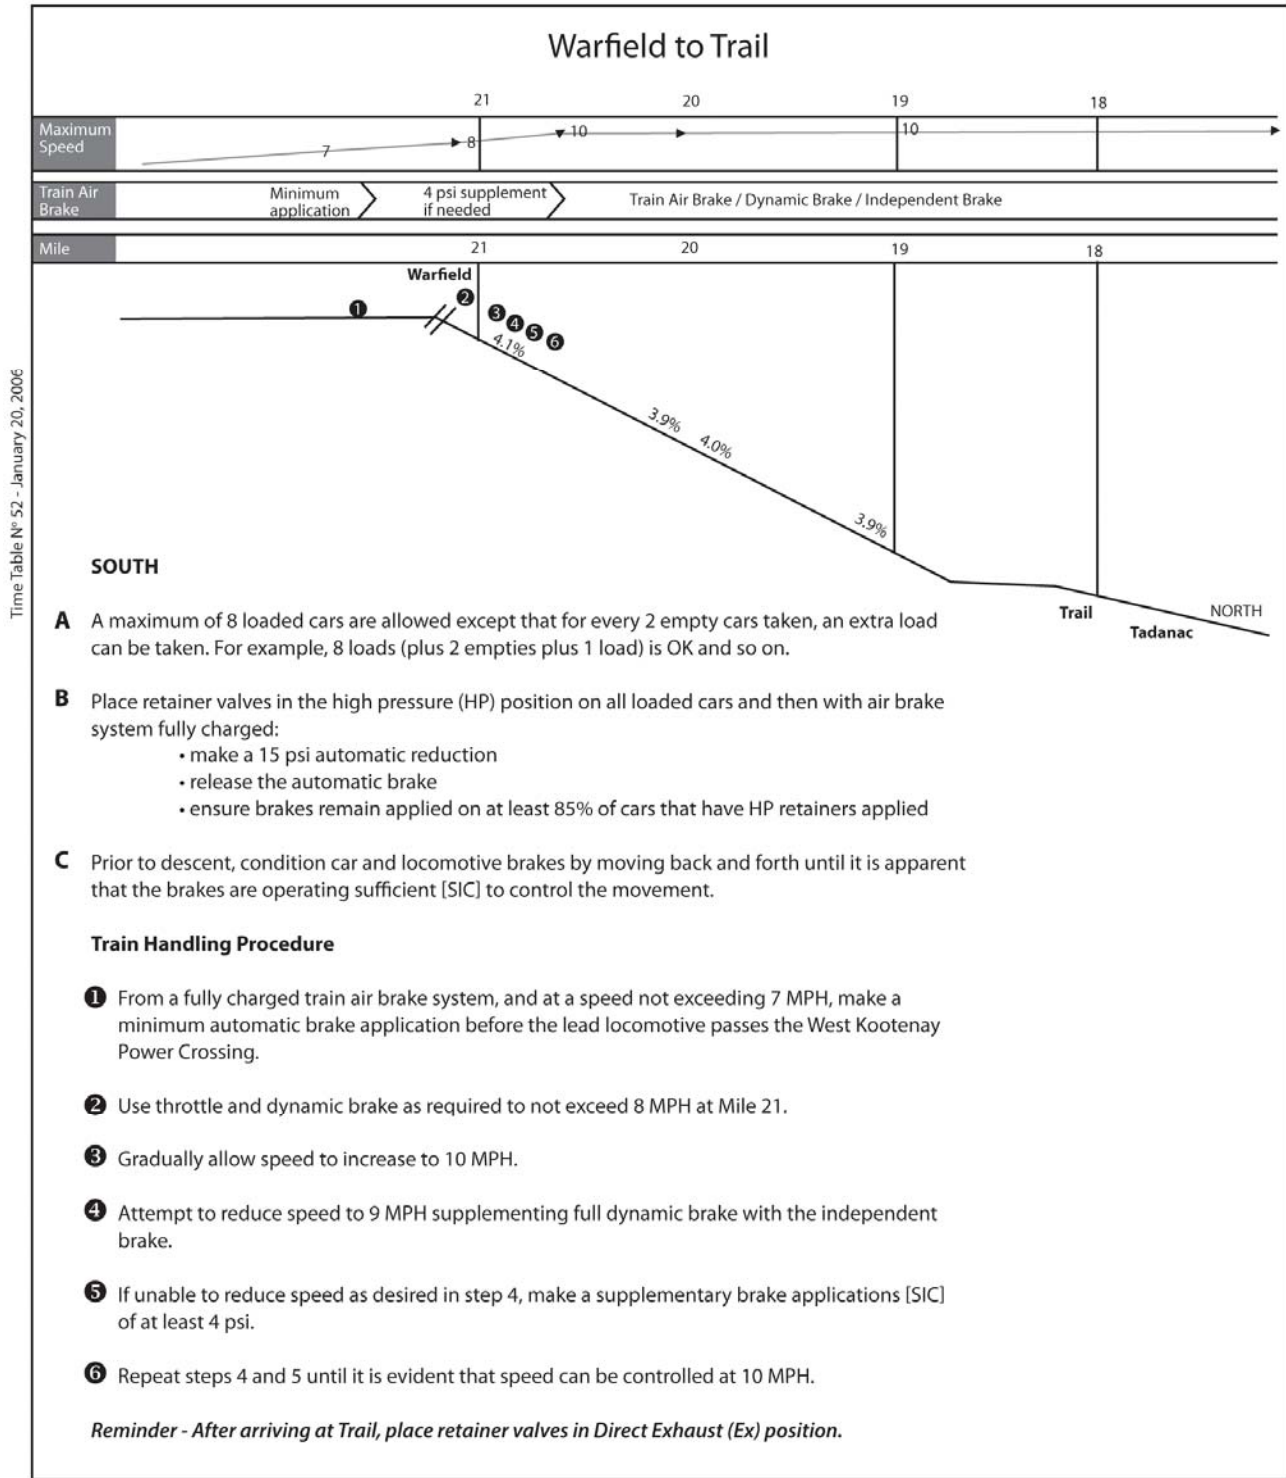 Warfield to Trail
21 20 19 18
Maximum
Speed
7 8 10 10
Train Air
Brake
Minimum
application
4 psi supplement
if needed
Train Air Brake / Dynamic Brake / Independent Brake
Mile 21 20 19 18
Warfield
1 2 3 4 5 6
4.1%
3.9%
4.0%
3.9%
Trail
Tadanac
NORTH
SOUTH
Time Table Nº 52 - January 20, 2006
A A maximum of 8 loaded cars are allowed except that for every 2 empty cars taken, an extra load
can be taken. For example, 8 loads (plus 2 empties plus 1 load) is OK and so on.
B Place retainer valves in the high pressure (HP) position on all loaded cars and then with air brake
system fully charged:
• make a 15 psi automatic reduction
• release the automatic brake
• ensure brakes remain applied on at least 85% of cars that have HP retainers applied
C Prior to descent, condition car and locomotive brakes by moving back and forth until it is apparent
that the brakes are operating sufficient [SIC] to control the movement.
Train Handling Procedure
1 From a fully charged train air brake system, and at a speed not exceeding 7 MPH, make a
minimum automatic brake application before the lead locomotive passes the West Kootenay
Power Crossing.
2 Use throttle and dynamic brake as required to not exceed 8 MPH at Mile 21.
3 Gradually allow speed to increase to 10 MPH.
4 Attempt to reduce speed to 9 MPH supplementing full dynamic brake with the independent
brake.
5 If unable to reduce speed as desired in step 4, make a supplementary brake applications [SIC]
of at least 4 psi.
6 Repeat steps 4 and 5 until it is evident that speed can be controlled at 10 MPH.
Reminder - After arriving at Trail, place retainer valves in Direct Exhaust (Ex) position.